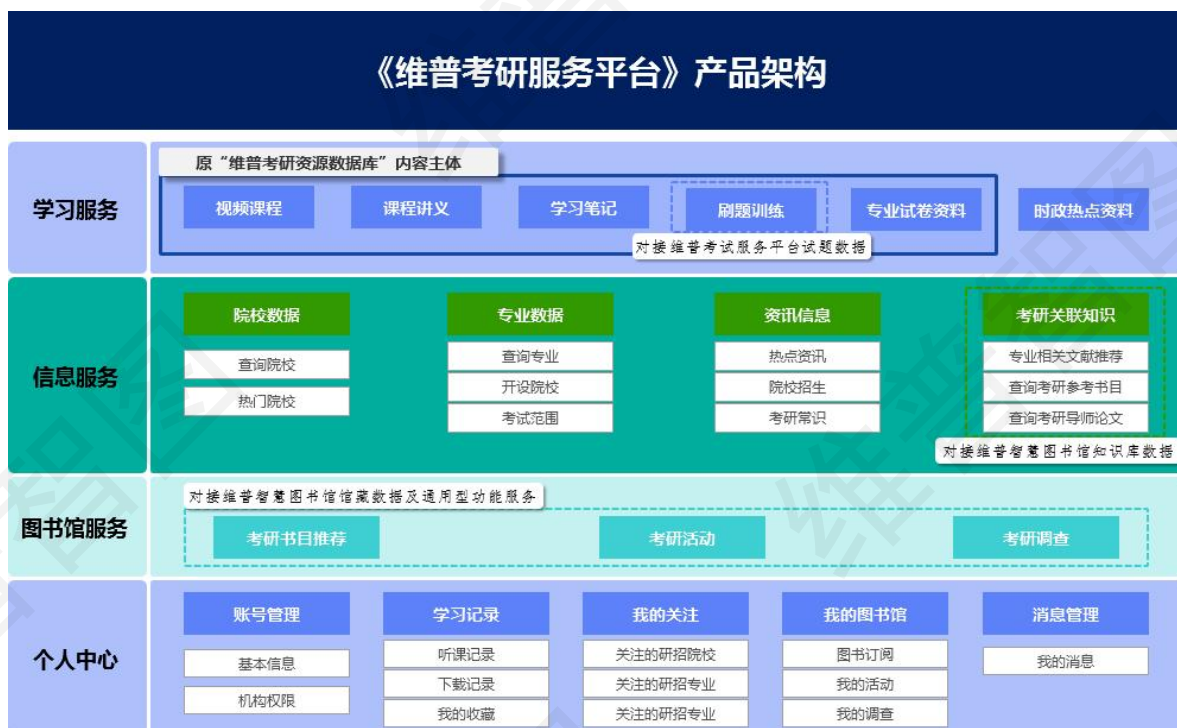 《维普考研服务平台》产品架构
学习服务
原“维普考研资源数据库”内容主体
视频课程
课程讲义
学习笔记
刷题训练
专业试卷资料
时政热点资料
对接维普考试服务平台试题数据
信息服务
院校数据
查询院校
热门院校
专业数据
查询专业
开设院校
考试范围
资讯信息
热点资讯
院校招生
考研常识
考研关联知识
专业相关文献推荐
查询考研参考书目
查询考研导师论文
对接维普智慧图书馆知识库数据
图书馆服务
对接维普智慧图书馆馆藏数据及通用型功能服务
考研书目推荐
考研活动
考研调查
个人中心
账号管理
基本信息
机构权限
学习记录
听课记录
下载记录
我的收藏
我的关注
关注的研招院校
关注的研招专业
关注的研招专业
我的图书馆
图书订阅
我的活动
我的调查
消息管理
我的消息
维普智图